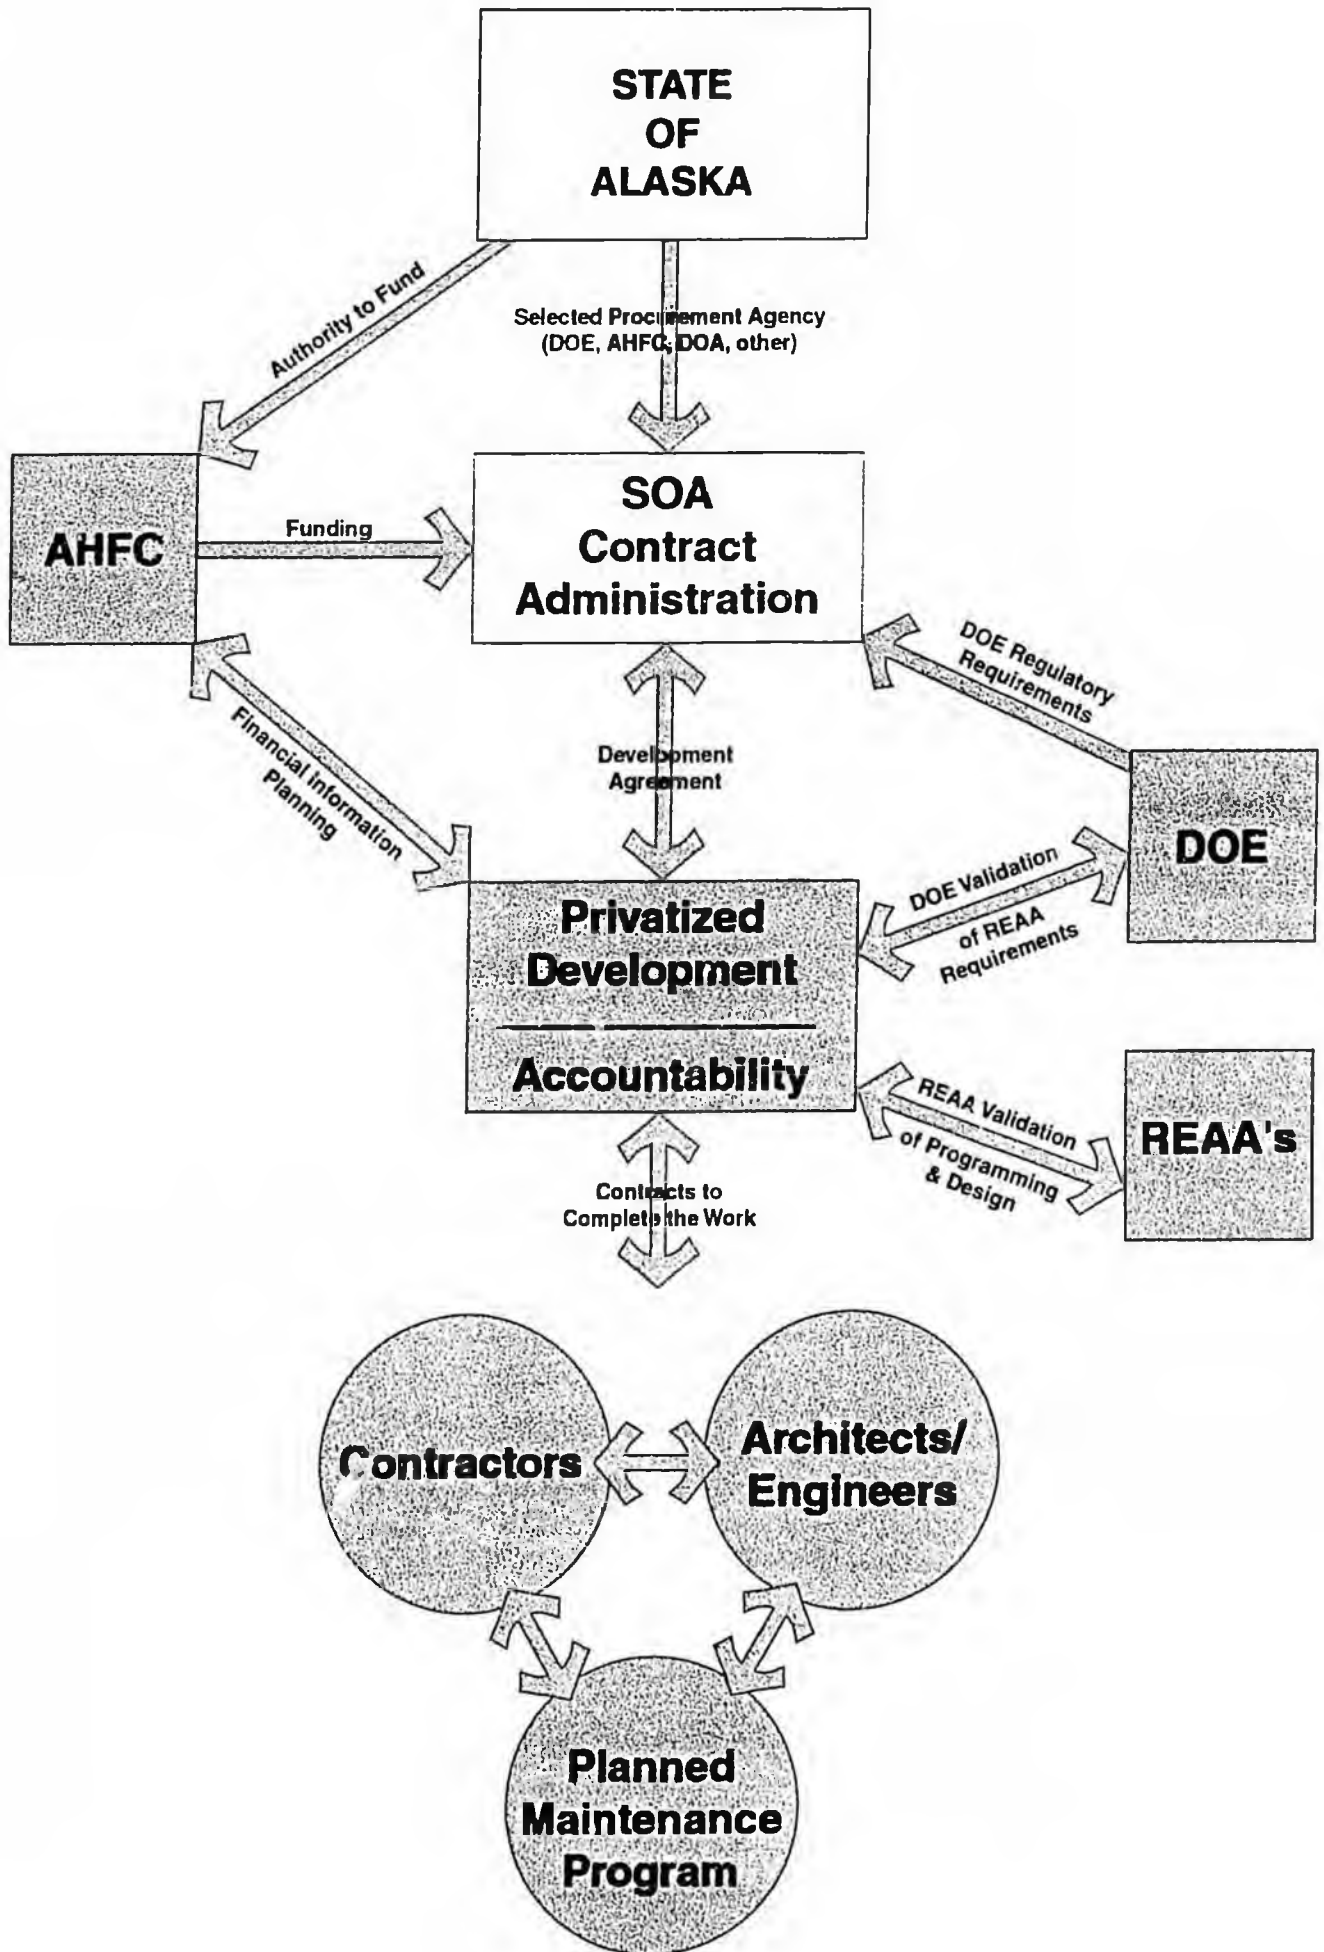 STATE
OF
ALASKA
Authority to Fund
Selected Procurement Agency
(DOE, AHFC, DOA, other)
AHFC
Funding
SOA
Contract
Administration
DOE Regulatory
Requirements
Financial Information
Planning
Development
Agreement
DOE
DOE Validation
of REAA
Requirements
Privatized
Development
Accountability
REAA Validation
of Programming
& Design
REAA's
Contracts to
Complete the Work
Contractors
Architects/
Engineers
Planned
Maintenance
Program